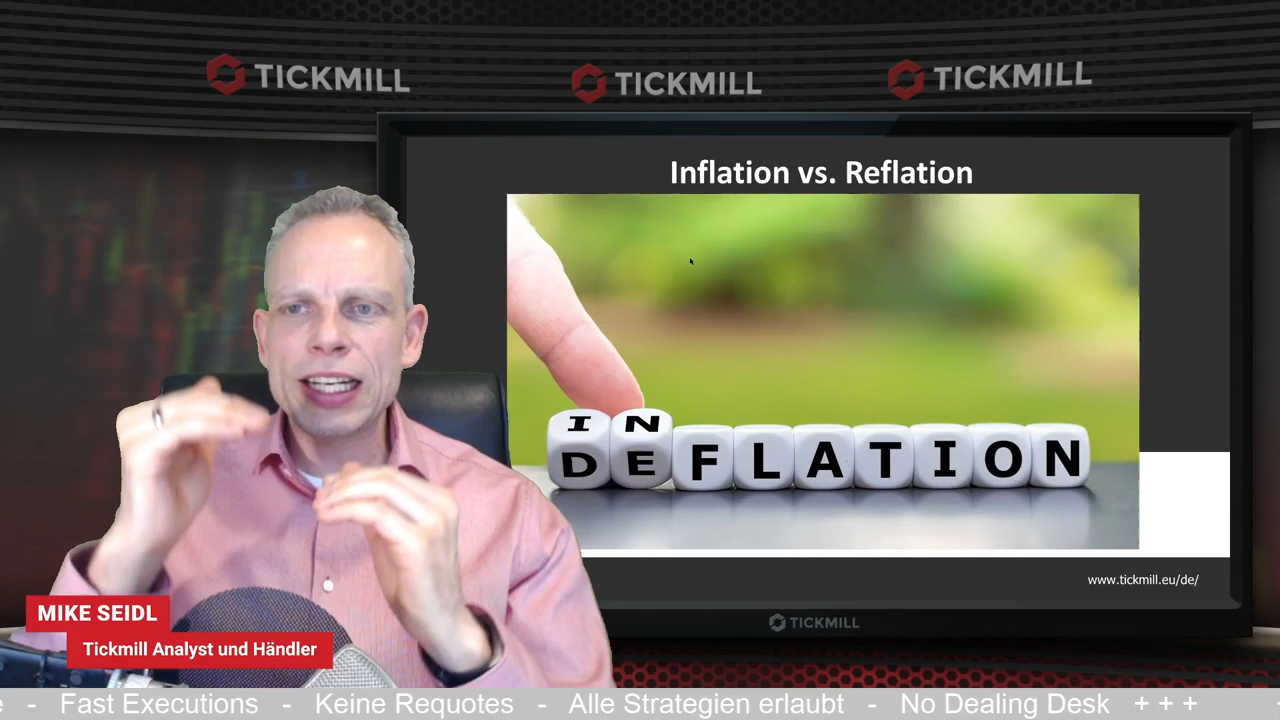 TICKMILL
TICKMILL
TICKMILL
Inflation vs. Reflation
IN
DEFLATION
www.tickmill.eu/de/
TICKMILL
MIKE SEIDL
Tickmill Analyst und Händler
- Fast Executions - Keine Requotes - Alle Strategien erlaubt - No Dealing Desk + + +